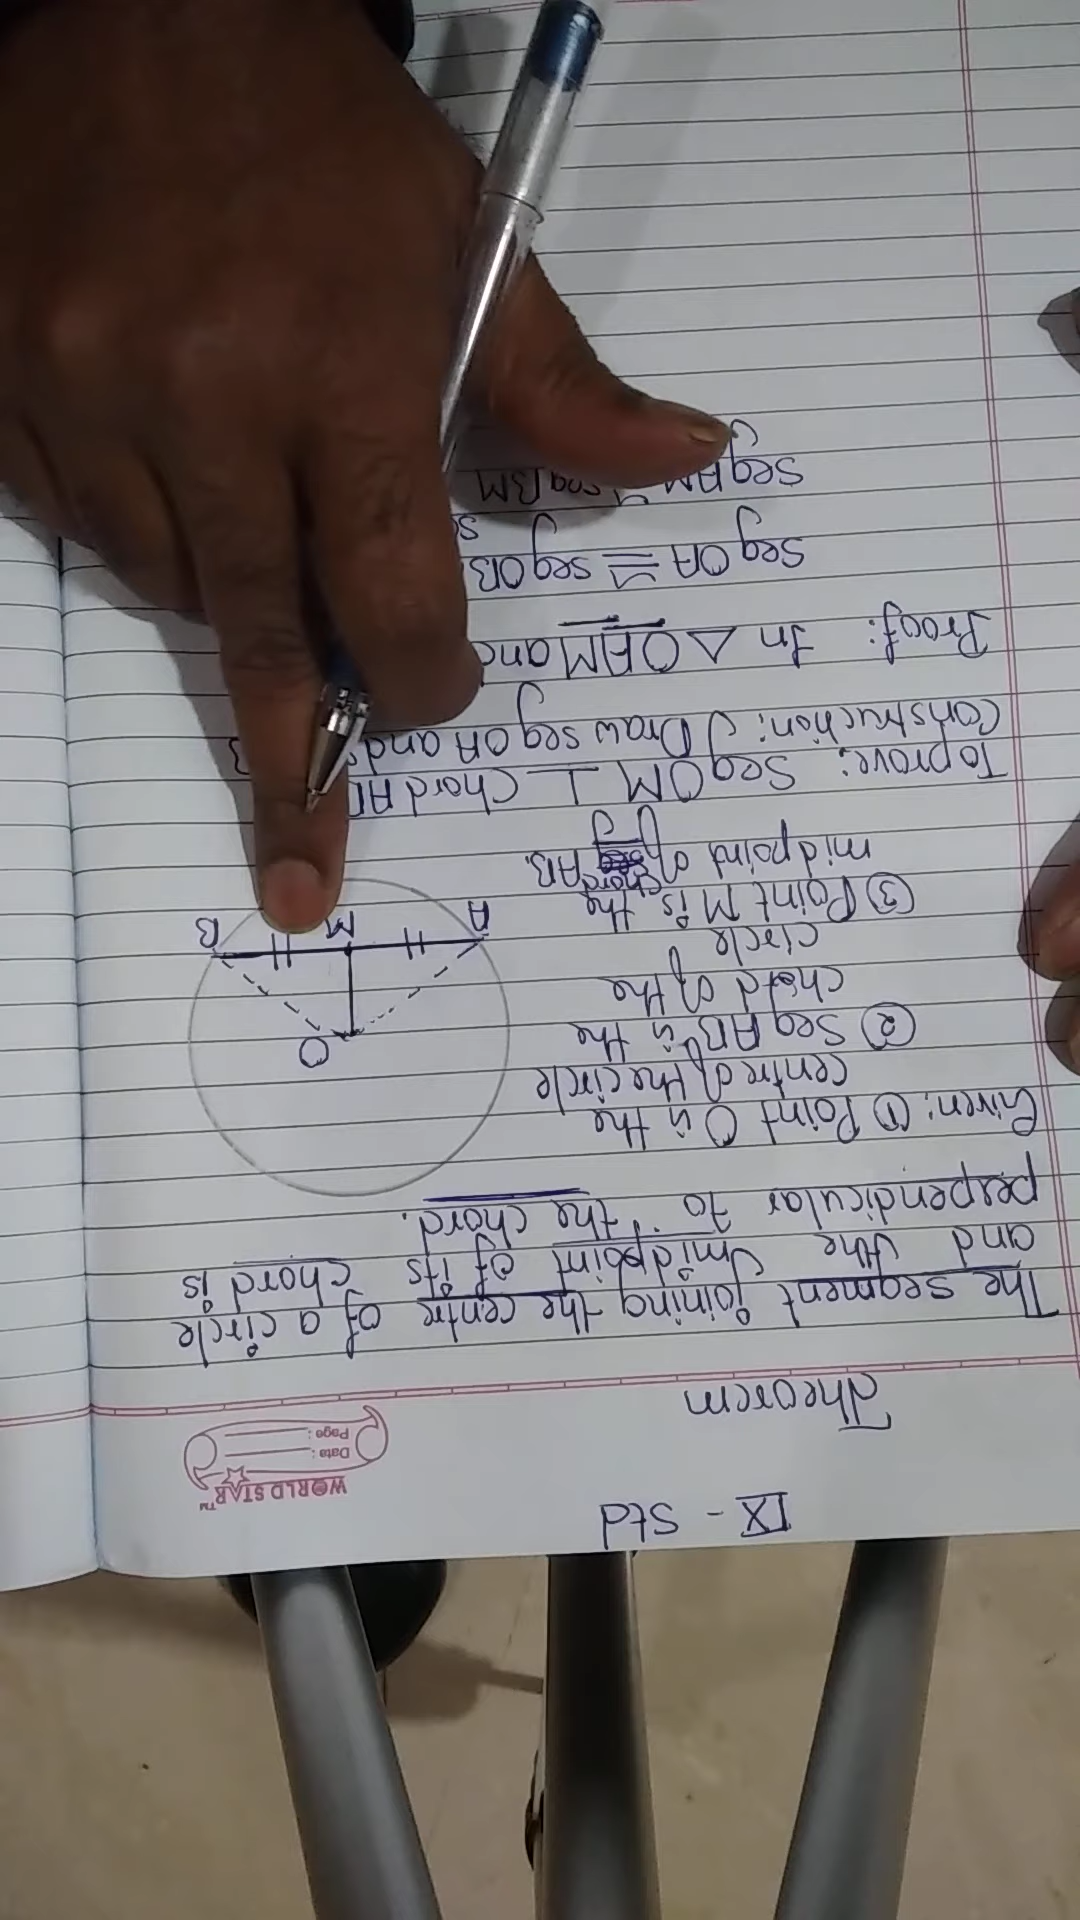 IX - Std
WORLD STAR™
Date :
Page :
Theorem
The segment joining the centre of a circle
and the midpoint of its chord is
perpendicular to the chord.
Given: ① Point O is the
centre of the circle
② Seg AB is the
chord of the
circle
③ Point M is the
midpoint of chord AB.
O
A M B
To prove: Seg OM ⊥ Chord AB
Construction: Draw seg OA and
Proof: In △ OAM and
seg OA ≅ seg OB
seg AM ≅ seg BM